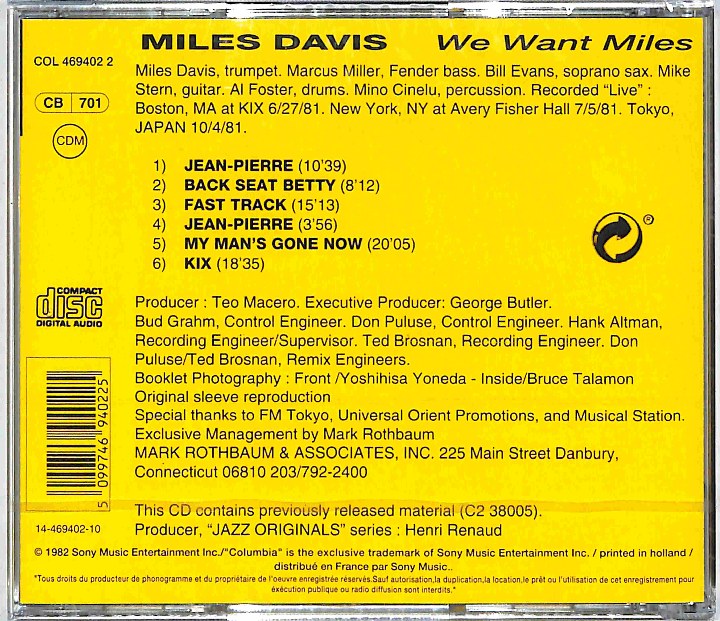 MILES DAVIS We Want Miles
COL 469402 2
Miles Davis, trumpet. Marcus Miller, Fender bass. Bill Evans, soprano sax. Mike
Stern, guitar. Al Foster, drums. Mino Cinelu, percussion. Recorded “Live” :
Boston, MA at KIX 6/27/81. New York, NY at Avery Fisher Hall 7/5/81. Tokyo,
JAPAN 10/4/81.
CB 701
CDM
1) JEAN-PIERRE (10'39)
2) BACK SEAT BETTY (8'12)
3) FAST TRACK (15'13)
4) JEAN-PIERRE (3'56)
5) MY MAN'S GONE NOW (20'05)
6) KIX (18'35)
®
COMPACT
disc
DIGITAL AUDIO
Producer : Teo Macero. Executive Producer: George Butler.
Bud Grahm, Control Engineer. Don Puluse, Control Engineer. Hank Altman,
Recording Engineer/Supervisor. Ted Brosnan, Recording Engineer. Don
Puluse/Ted Brosnan, Remix Engineers.
Booklet Photography : Front /Yoshihisa Yoneda - Inside/Bruce Talamon
Original sleeve reproduction
Special thanks to FM Tokyo, Universal Orient Promotions, and Musical Station.
Exclusive Management by Mark Rothbaum
MARK ROTHBAUM & ASSOCIATES, INC. 225 Main Street Danbury,
Connecticut 06810 203/792-2400
5 099746 940225
This CD contains previously released material (C2 38005).
14-469402-10
Producer, “JAZZ ORIGINALS” series : Henri Renaud
© 1982 Sony Music Entertainment Inc./"Columbia" is the exclusive trademark of Sony Music Entertainment Inc. / printed in holland /
distribué en France par Sony Music..
"Tous droits du producteur de phonogramme et du propriétaire de l'oeuvre enregistrée réservés.Sauf autorisation,la duplication,la location,le prêt ou l'utilisation de cet enregistrement pour
éxécution publique ou radio diffusion sont interdits."